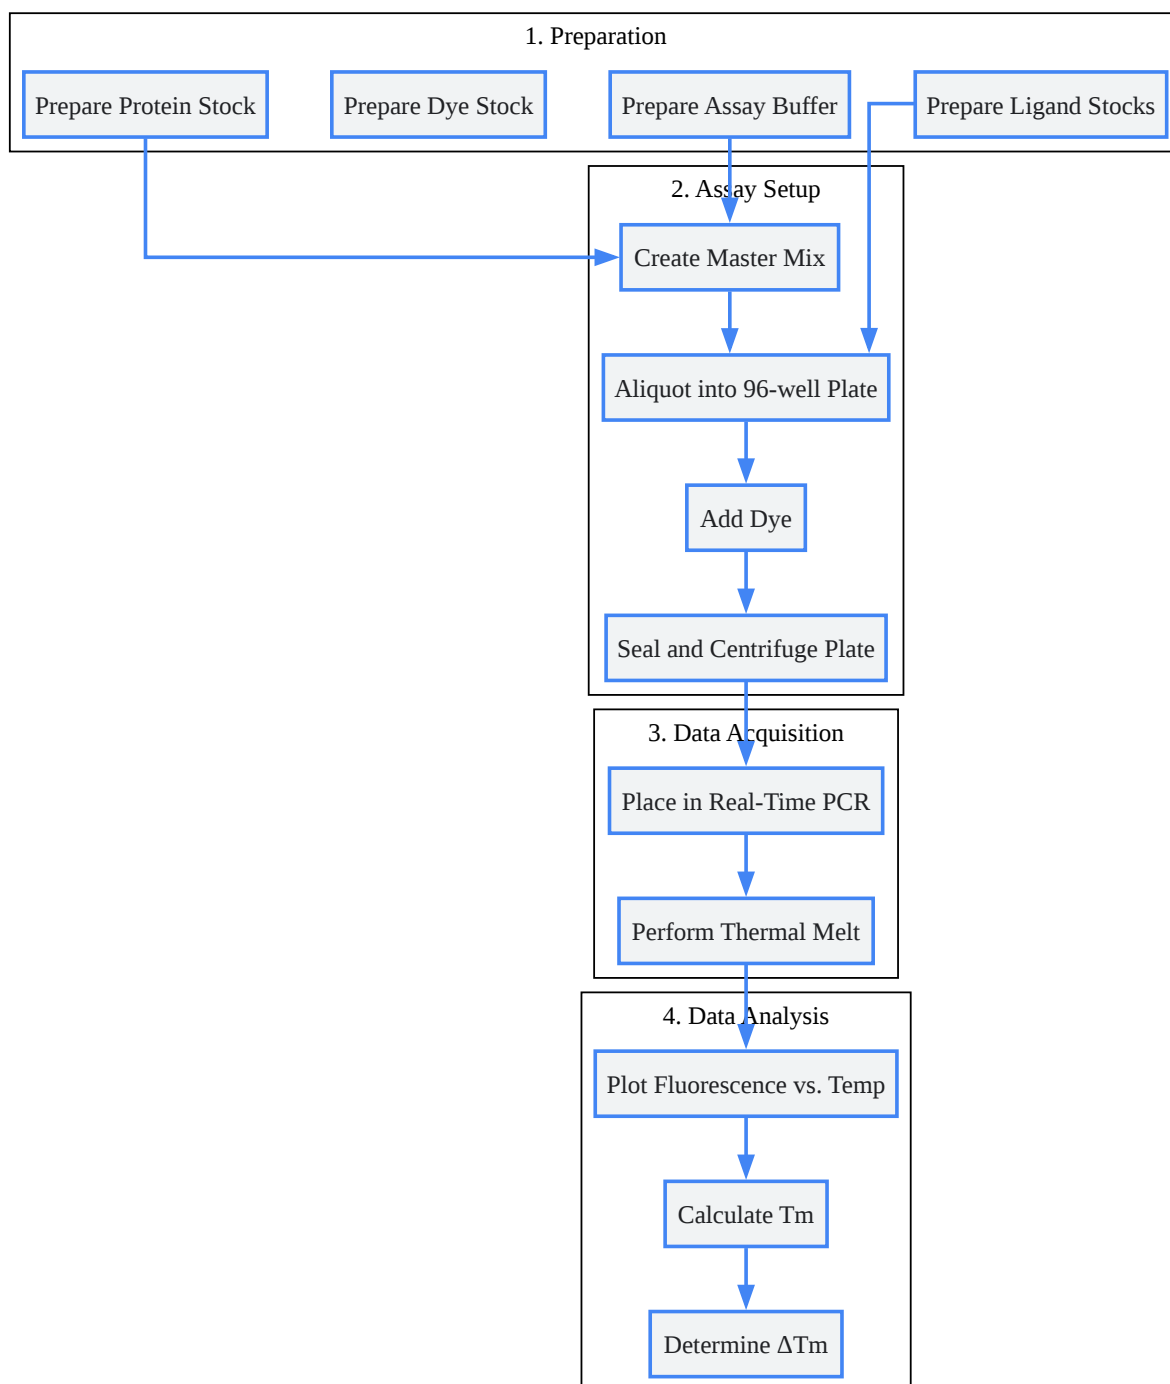 1. Preparation
Prepare Protein Stock
Prepare Dye Stock
Prepare Assay Buffer
Prepare Ligand Stocks
2. Assay Setup
Create Master Mix
Aliquot into 96-well Plate
Add Dye
Seal and Centrifuge Plate
3. Data Acquisition
Place in Real-Time PCR
Perform Thermal Melt
4. Data Analysis
Plot Fluorescence vs. Temp
Calculate Tm
Determine ΔTm